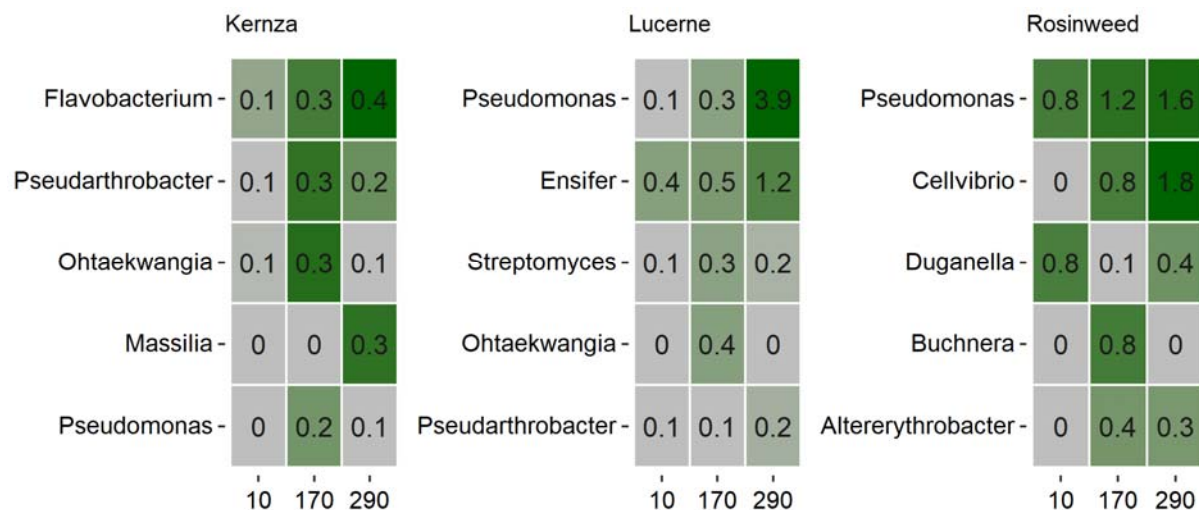 Kernza Lucerne Rosinweed
Flavobacterium 0.1 0.3 0.4 Pseudomonas 0.1 0.3 3.9 Pseudomonas 0.8 1.2 1.6
Pseudarthrobacter 0.1 0.3 0.2 Ensifer 0.4 0.5 1.2 Cellvibrio 0 0.8 1.8
Ohtaekwangia 0.1 0.3 0.1 Streptomyces 0.1 0.3 0.2 Duganella 0.8 0.1 0.4
Massilia 0 0 0.3 Ohtaekwangia 0 0.4 0 Buchnera 0 0.8 0
Pseudomonas 0 0.2 0.1 Pseudarthrobacter 0.1 0.1 0.2 Altererythrobacter 0 0.4 0.3
10 170 290 10 170 290 10 170 290